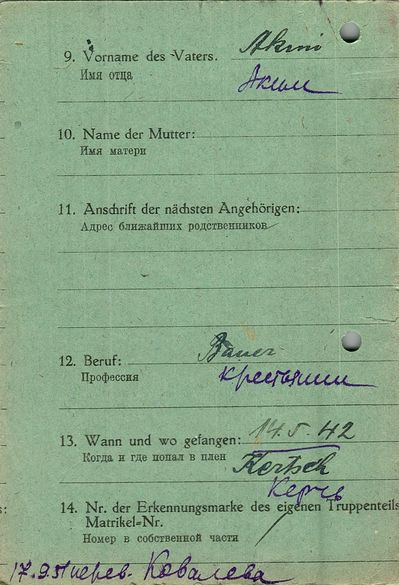 9. Vorname des Vaters. Akim
Имя отца Аким
10. Name der Mutter:
Имя матери
11. Anschrift der nächsten Angehörigen:
Адрес ближайших родственников
12. Beruf: Bauer
Профессия крестьянин
13. Wann und wo gefangen: 14.5.42
Когда и где попал в плен Kertsch
Керчь
14. Nr. der Erkennungsmarke des eigenen Truppenteils
Matrikel-Nr.
Номер в собственной части
17.9.51 перев. Ковалева